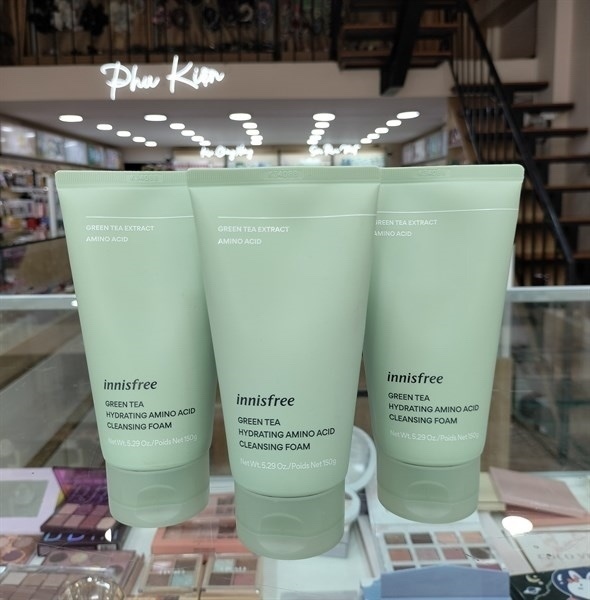 Phu Kim
GREEN TEA EXTRACT
AMINO ACID
innisfree
GREEN TEA
HYDRATING AMINO ACID
CLEANSING FOAM
Net Wt. 5.29 Oz./Poids Net 150g
GREEN TEA EXTRACT
AMINO ACID
innisfree
GREEN TEA
HYDRATING AMINO ACID
CLEANSING FOAM
Net Wt. 5.29 Oz./Poids Net 150g
GREEN TEA EXTRACT
AMINO ACID
innisfree
GREEN TEA
HYDRATING AMINO ACID
CLEANSING FOAM
Net Wt. 5.29 Oz./Poids Net 150g